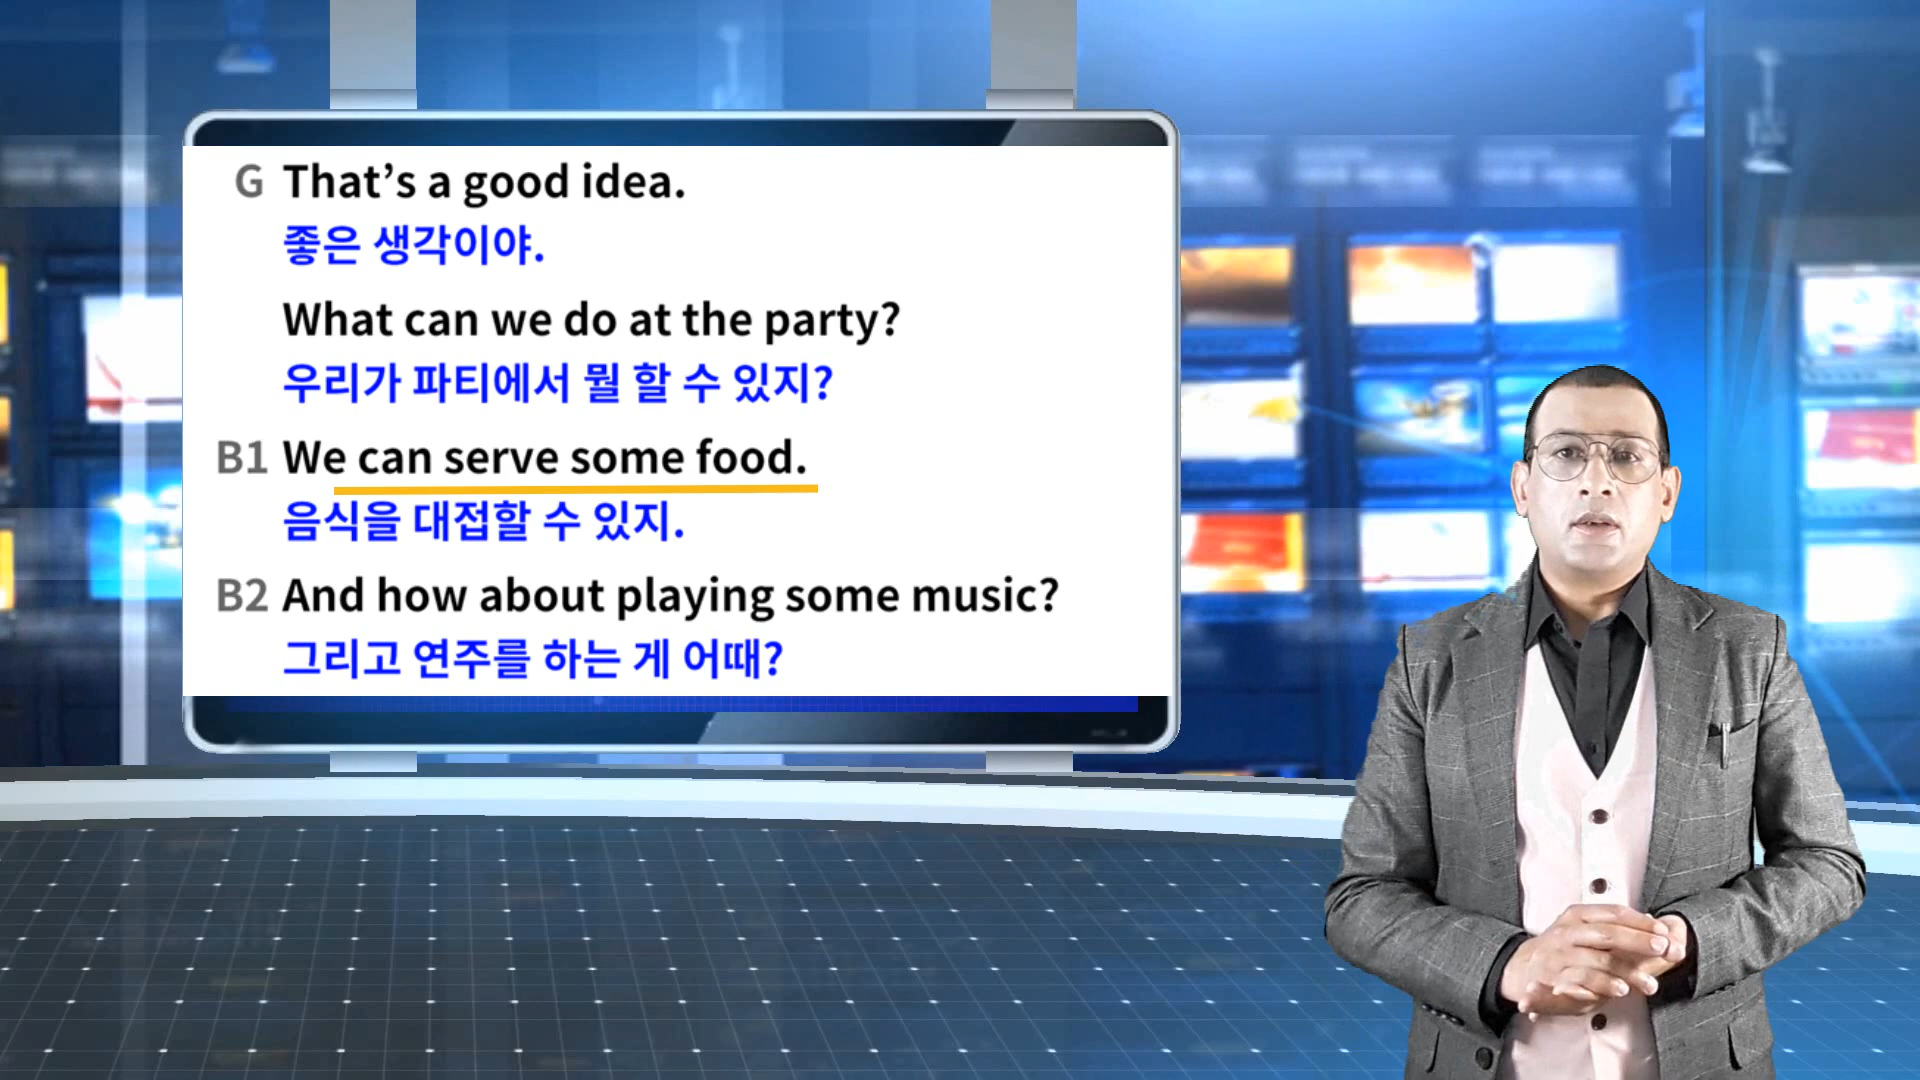 G That’s a good idea.
좋은 생각이야.
What can we do at the party?
우리가 파티에서 뭘 할 수 있지?
B1 We can serve some food.
음식을 대접할 수 있지.
B2 And how about playing some music?
그리고 연주를 하는 게 어때?